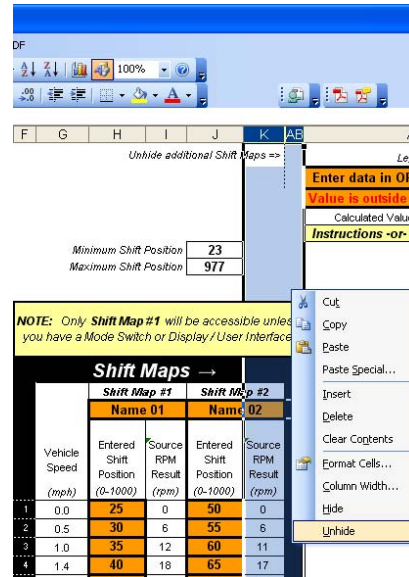 DF
100%
F G H I J K AB
Unhide additional Shift Maps =>
Enter data in
Value is outside
Calculated
Instructions -or-
Minimum Shift Position 23
Maximum Shift Position 977
NOTE: Only Shift Map #1 will be accessible
you have a Mode Switch or Display / User Interface
Shift Maps →
Shift Map #1 Shift Map #2
Name 01 Name 02
Vehicle Speed (mph)
Entered Shift Position (0-1000)
Source RPM Result (rpm)
Entered Shift Position (0-1000)
Source RPM Result (rpm)
1 0.0 25 0 50 0
2 0.5 30 6 55 6
3 1.0 35 12 60 11
4 1.4 40 18 65 17
Cut
Copy
Paste
Paste Special...
Insert
Delete
Clear Contents
Format Cells...
Column Width...
Hide
Unhide